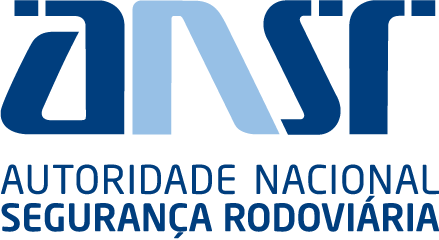 ansr
AUTORIDADE NACIONAL
SEGURANÇA RODOVIÁRIA